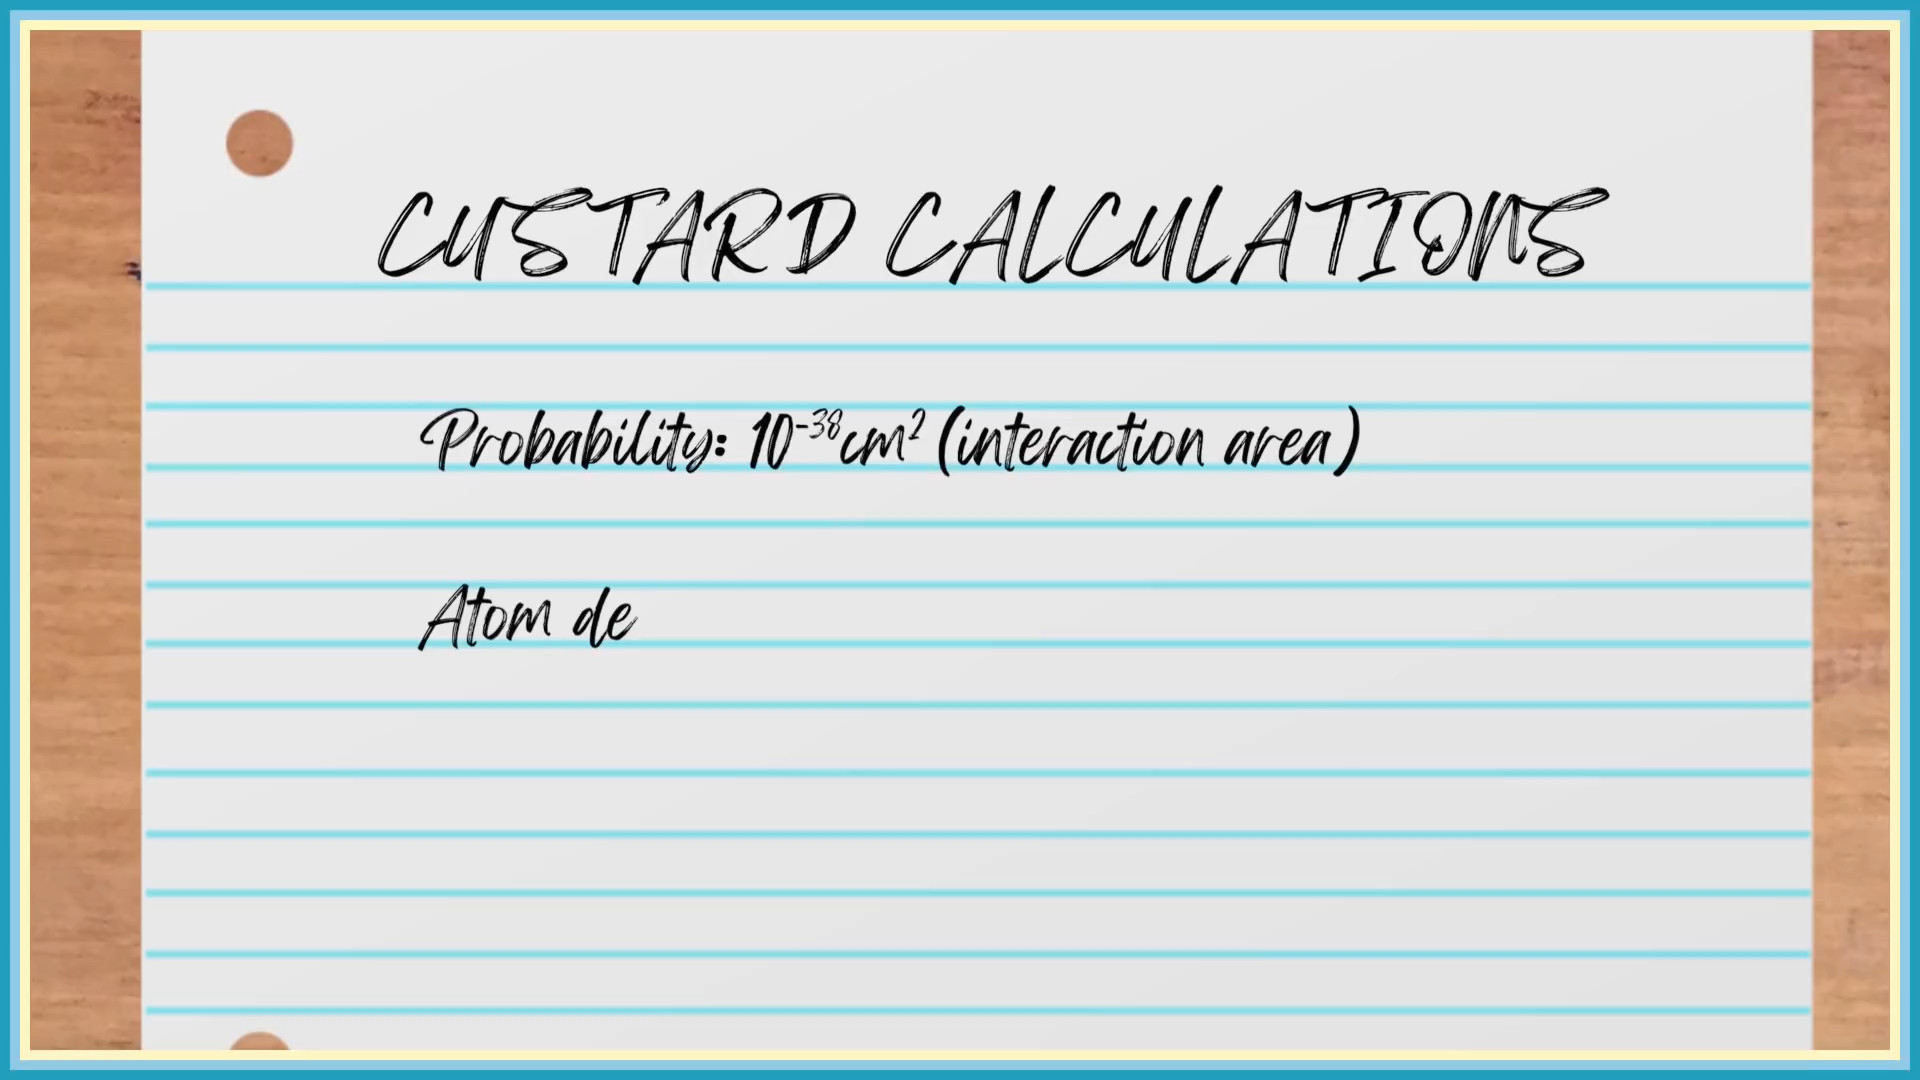 CUSTARD CALCULATIONS
Probability: 10⁻³⁸cm² (interaction area)
Atom de